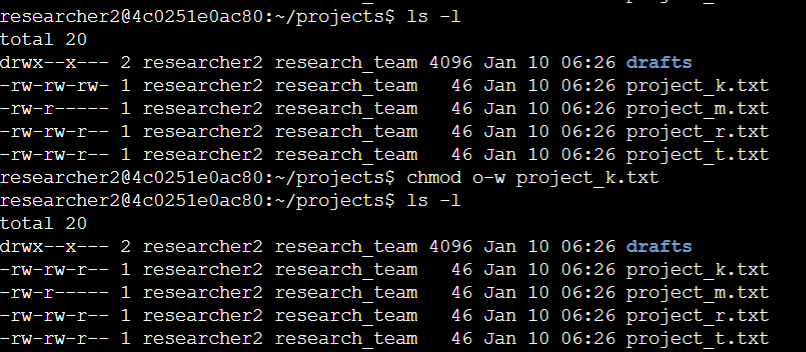 researcher2@4c0251e0ac80:~/projects$ ls -l
total 20
drwx--x--- 2 researcher2 research_team 4096 Jan 10 06:26 drafts
-rw-rw-rw- 1 researcher2 research_team   46 Jan 10 06:26 project_k.txt
-rw-r----- 1 researcher2 research_team   46 Jan 10 06:26 project_m.txt
-rw-rw-r-- 1 researcher2 research_team   46 Jan 10 06:26 project_r.txt
-rw-rw-r-- 1 researcher2 research_team   46 Jan 10 06:26 project_t.txt
researcher2@4c0251e0ac80:~/projects$ chmod o-w project_k.txt
researcher2@4c0251e0ac80:~/projects$ ls -l
total 20
drwx--x--- 2 researcher2 research_team 4096 Jan 10 06:26 drafts
-rw-rw-r-- 1 researcher2 research_team   46 Jan 10 06:26 project_k.txt
-rw-r----- 1 researcher2 research_team   46 Jan 10 06:26 project_m.txt
-rw-rw-r-- 1 researcher2 research_team   46 Jan 10 06:26 project_r.txt
-rw-rw-r-- 1 researcher2 research_team   46 Jan 10 06:26 project_t.txt